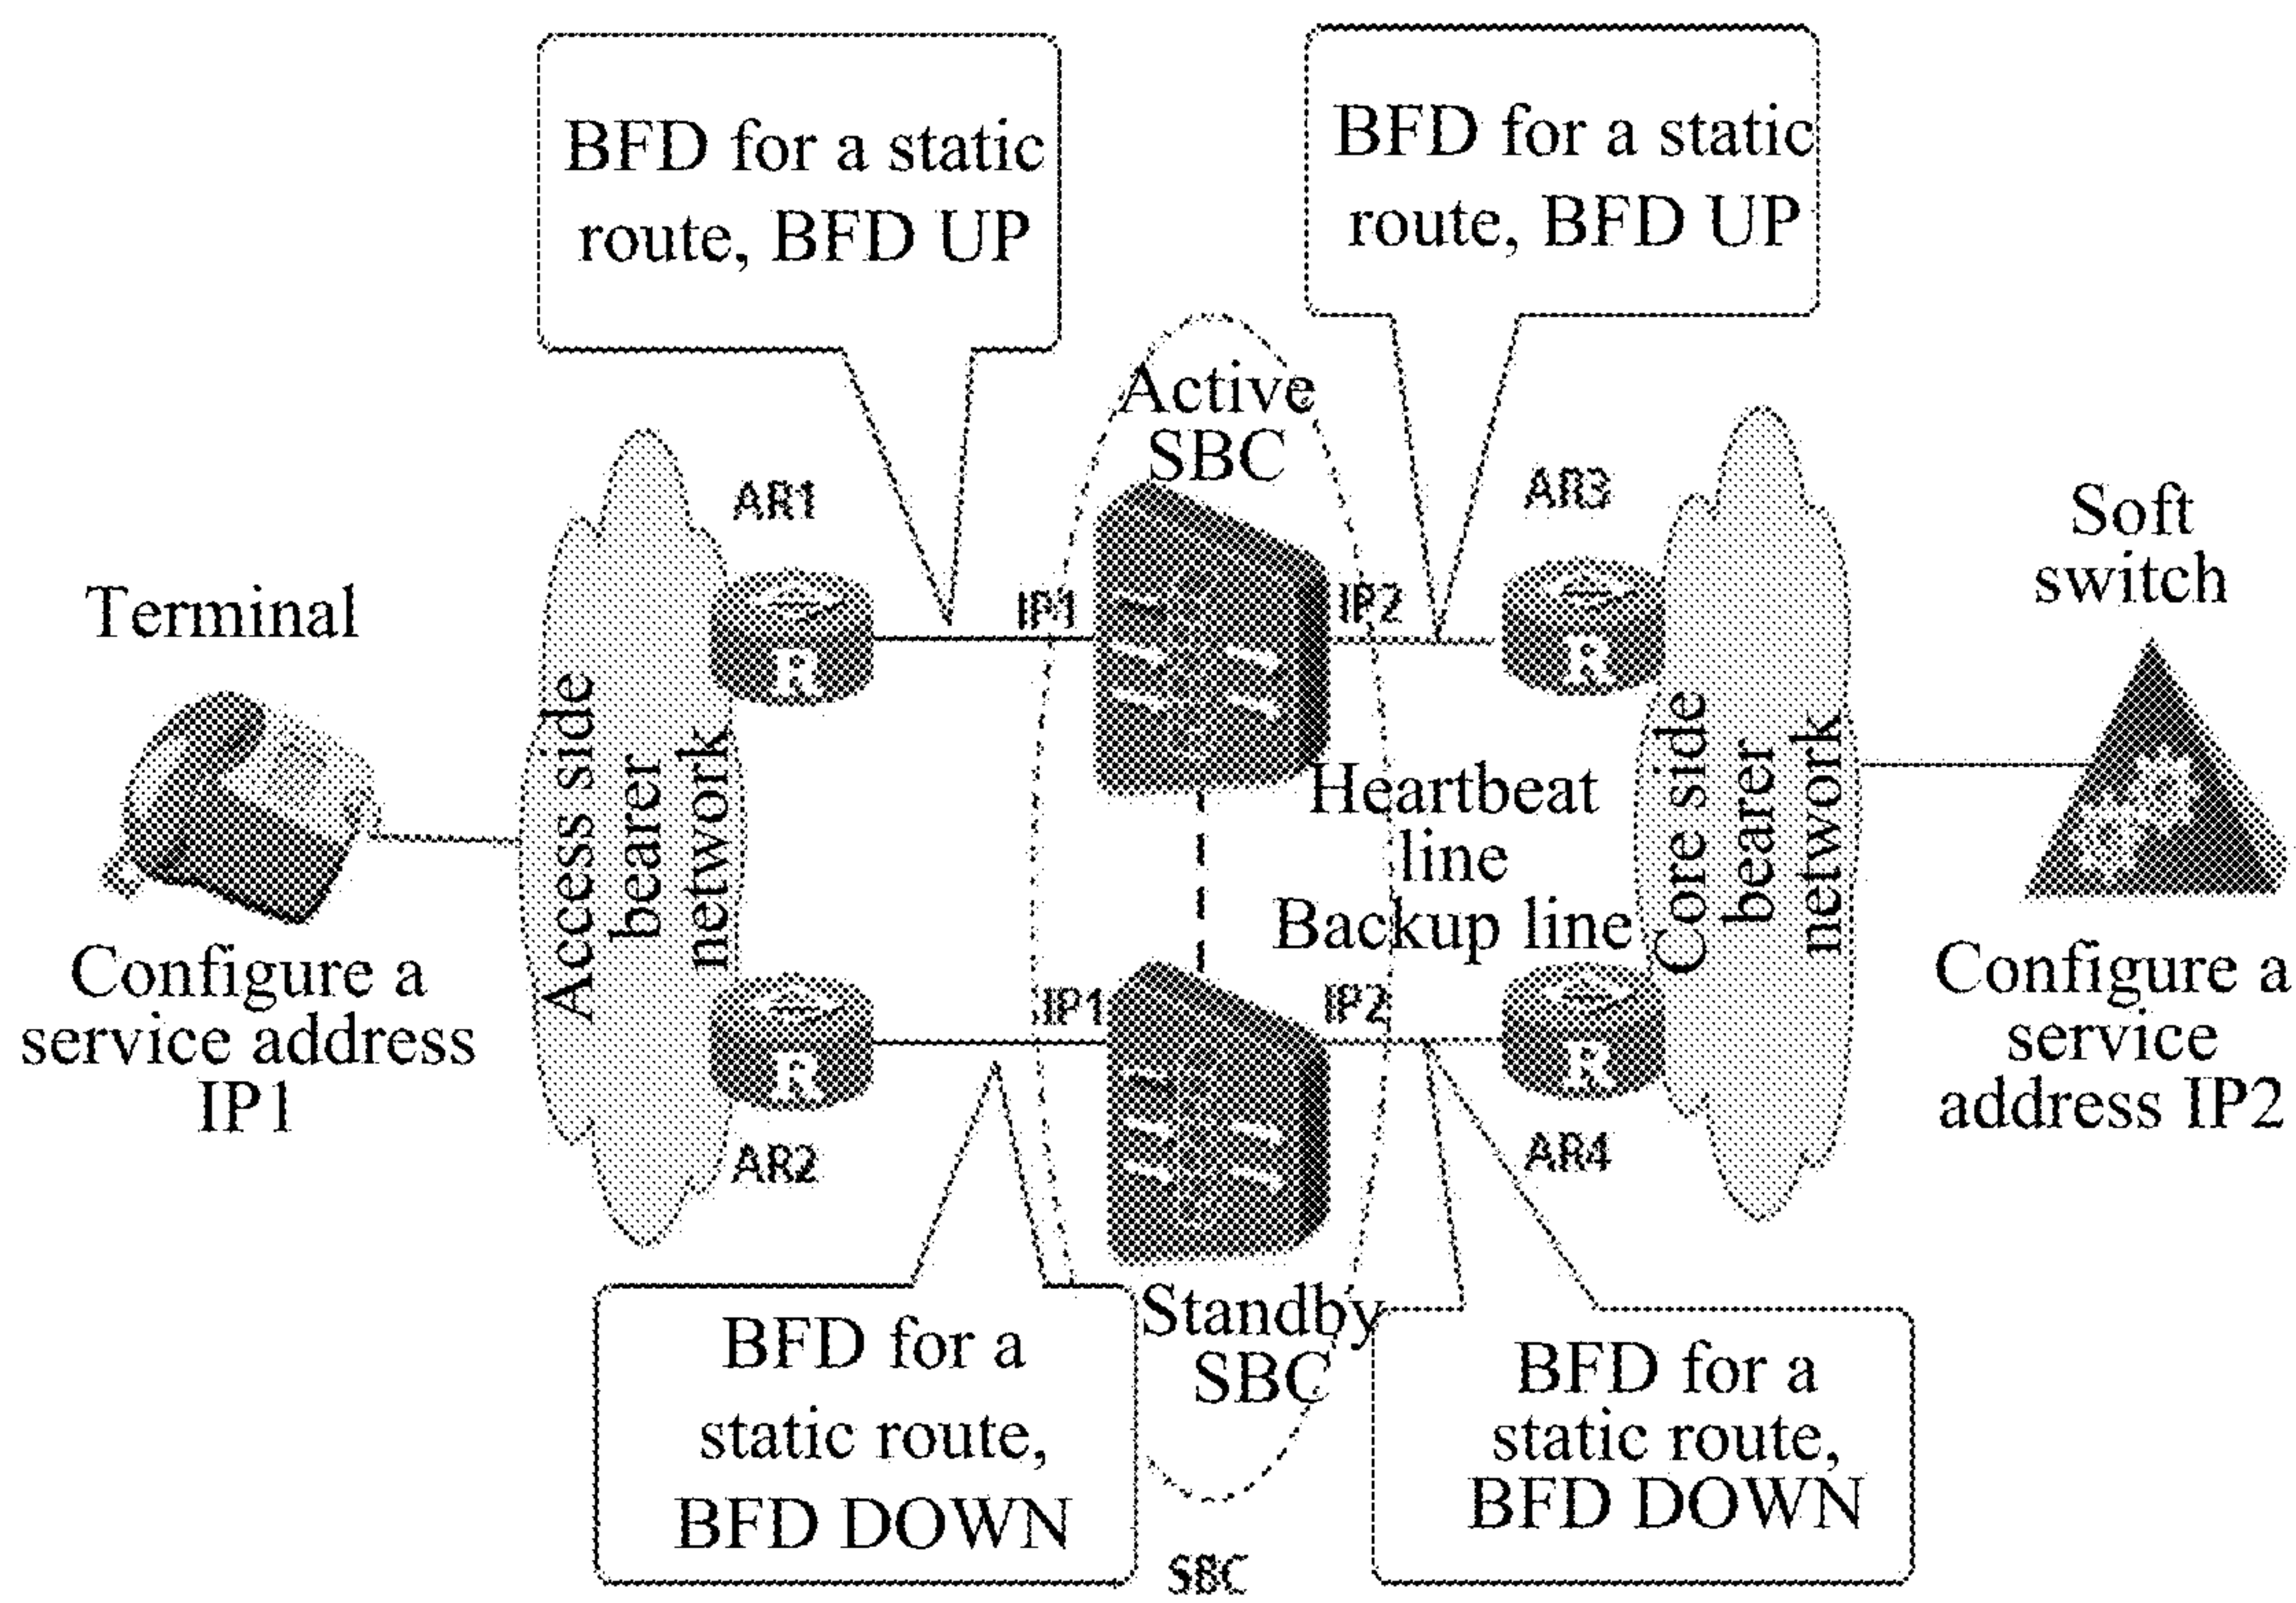 BFD for a static
route, BFD UP
BFD for a static
route, BFD UP
Active
SBC
AR1
AR3
Soft
switch
Terminal
IP1
IP2
R
R
Access side
bearer
network
Heartbeat
line
Backup line
Core side
bearer
network
Configure a
service address
IP1
IP1
IP2
R
R
Configure a
service
address IP2
AR2
AR4
BFD for a
static route,
BFD DOWN
Standby
SBC
BFD for a
static route,
BFD DOWN
SBC